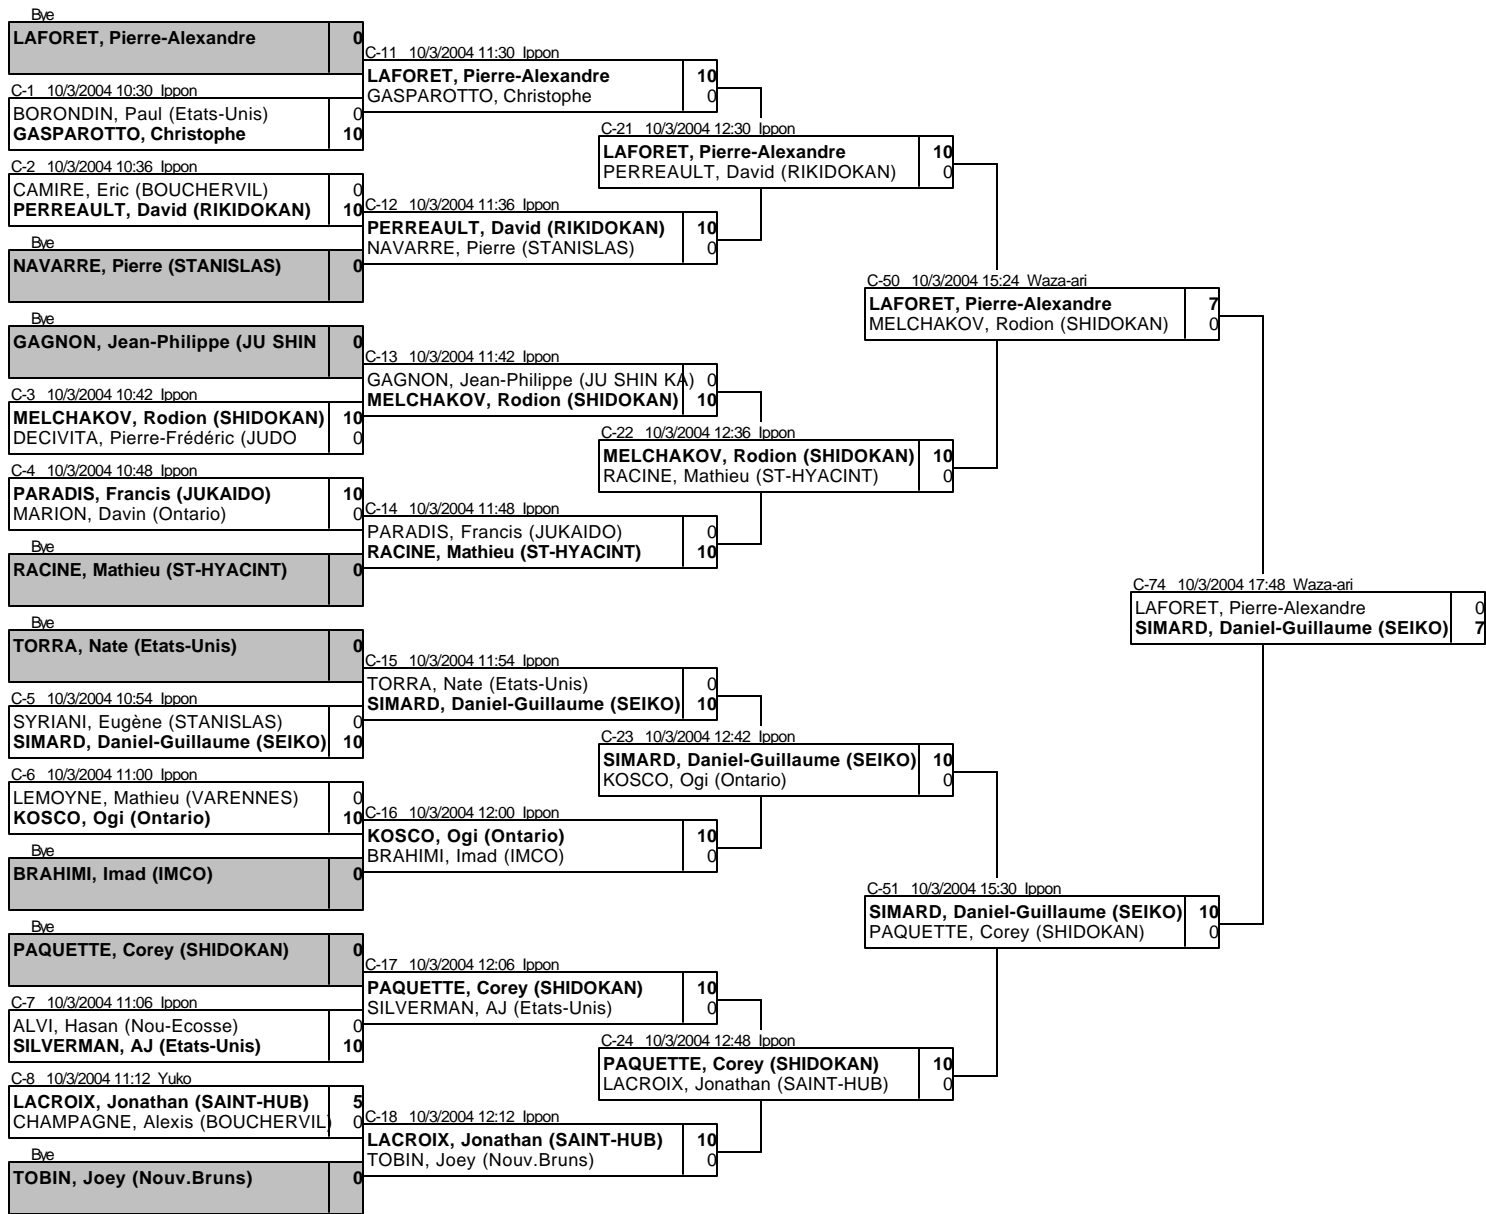 Bye
LAFORET, Pierre-Alexandre 0
C-1 10/3/2004 10:30 Ippon
BORONDIN, Paul (Etats-Unis) 0
GASPAROTTO, Christophe 10
C-2 10/3/2004 10:36 Ippon
CAMIRE, Eric (BOUCHERVIL) 0
PERREAULT, David (RIKIDOKAN) 10
Bye
NAVARRE, Pierre (STANISLAS) 0
Bye
GAGNON, Jean-Philippe (JU SHIN 0
C-3 10/3/2004 10:42 Ippon
MELCHAKOV, Rodion (SHIDOKAN) 10
DECIVITA, Pierre-Frédéric (JUDO 0
C-4 10/3/2004 10:48 Ippon
PARADIS, Francis (JUKAIDO) 10
MARION, Davin (Ontario) 0
Bye
RACINE, Mathieu (ST-HYACINT) 0
Bye
TORRA, Nate (Etats-Unis) 0
C-5 10/3/2004 10:54 Ippon
SYRIANI, Eugène (STANISLAS) 0
SIMARD, Daniel-Guillaume (SEIKO) 10
C-6 10/3/2004 11:00 Ippon
LEMOYNE, Mathieu (VARENNES) 0
KOSCO, Ogi (Ontario) 10
Bye
BRAHIMI, Imad (IMCO) 0
Bye
PAQUETTE, Corey (SHIDOKAN) 0
C-7 10/3/2004 11:06 Ippon
ALVI, Hasan (Nou-Ecosse) 0
SILVERMAN, AJ (Etats-Unis) 10
C-8 10/3/2004 11:12 Yuko
LACROIX, Jonathan (SAINT-HUB) 5
CHAMPAGNE, Alexis (BOUCHERVIL) 0
Bye
TOBIN, Joey (Nouv.Bruns) 0
C-11 10/3/2004 11:30 Ippon
LAFORET, Pierre-Alexandre 10
GASPAROTTO, Christophe 0
C-12 10/3/2004 11:36 Ippon
PERREAULT, David (RIKIDOKAN) 10
NAVARRE, Pierre (STANISLAS) 0
C-13 10/3/2004 11:42 Ippon
GAGNON, Jean-Philippe (JU SHIN KA) 0
MELCHAKOV, Rodion (SHIDOKAN) 10
C-14 10/3/2004 11:48 Ippon
PARADIS, Francis (JUKAIDO) 0
RACINE, Mathieu (ST-HYACINT) 10
C-15 10/3/2004 11:54 Ippon
TORRA, Nate (Etats-Unis) 0
SIMARD, Daniel-Guillaume (SEIKO) 10
C-16 10/3/2004 12:00 Ippon
KOSCO, Ogi (Ontario) 10
BRAHIMI, Imad (IMCO) 0
C-17 10/3/2004 12:06 Ippon
PAQUETTE, Corey (SHIDOKAN) 10
SILVERMAN, AJ (Etats-Unis) 0
C-18 10/3/2004 12:12 Ippon
LACROIX, Jonathan (SAINT-HUB) 10
TOBIN, Joey (Nouv.Bruns) 0
C-21 10/3/2004 12:30 Ippon
LAFORET, Pierre-Alexandre 10
PERREAULT, David (RIKIDOKAN) 0
C-22 10/3/2004 12:36 Ippon
MELCHAKOV, Rodion (SHIDOKAN) 10
RACINE, Mathieu (ST-HYACINT) 0
C-23 10/3/2004 12:42 Ippon
SIMARD, Daniel-Guillaume (SEIKO) 10
KOSCO, Ogi (Ontario) 0
C-24 10/3/2004 12:48 Ippon
PAQUETTE, Corey (SHIDOKAN) 10
LACROIX, Jonathan (SAINT-HUB) 0
C-50 10/3/2004 15:24 Waza-ari
LAFORET, Pierre-Alexandre 7
MELCHAKOV, Rodion (SHIDOKAN) 0
C-51 10/3/2004 15:30 Ippon
SIMARD, Daniel-Guillaume (SEIKO) 10
PAQUETTE, Corey (SHIDOKAN) 0
C-74 10/3/2004 17:48 Waza-ari
LAFORET, Pierre-Alexandre 0
SIMARD, Daniel-Guillaume (SEIKO) 7